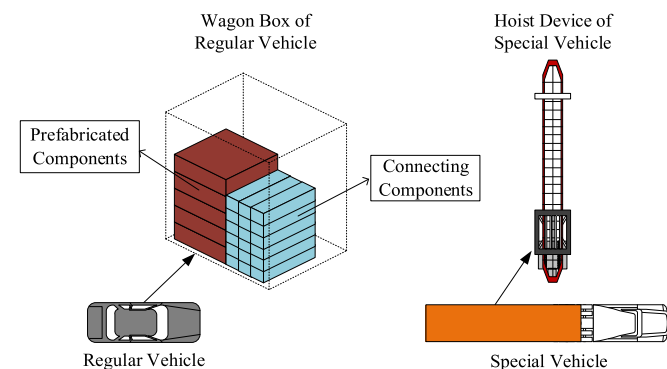 Wagon Box of
Regular Vehicle
Hoist Device of
Special Vehicle
Prefabricated
Components
Connecting
Components
Regular Vehicle
Special Vehicle